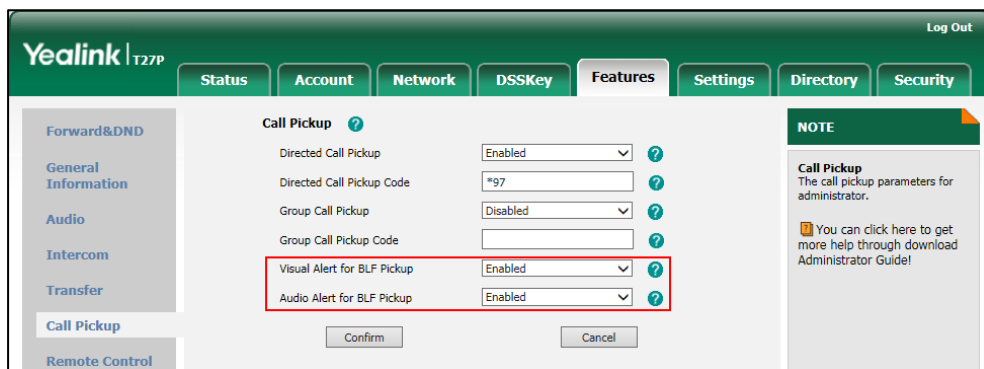 Log Out
Yealink T27P
Status Account Network DSSKey Features Settings Directory Security
Forward&DND
General
Information
Audio
Intercom
Transfer
Call Pickup
Remote Control
Call Pickup ?
Directed Call Pickup Enabled ?
Directed Call Pickup Code *97 ?
Group Call Pickup Disabled ?
Group Call Pickup Code ?
Visual Alert for BLF Pickup Enabled ?
Audio Alert for BLF Pickup Enabled ?
Confirm Cancel
NOTE
Call Pickup
The call pickup parameters for
administrator.
? You can click here to get
more help through download
Administrator Guide!